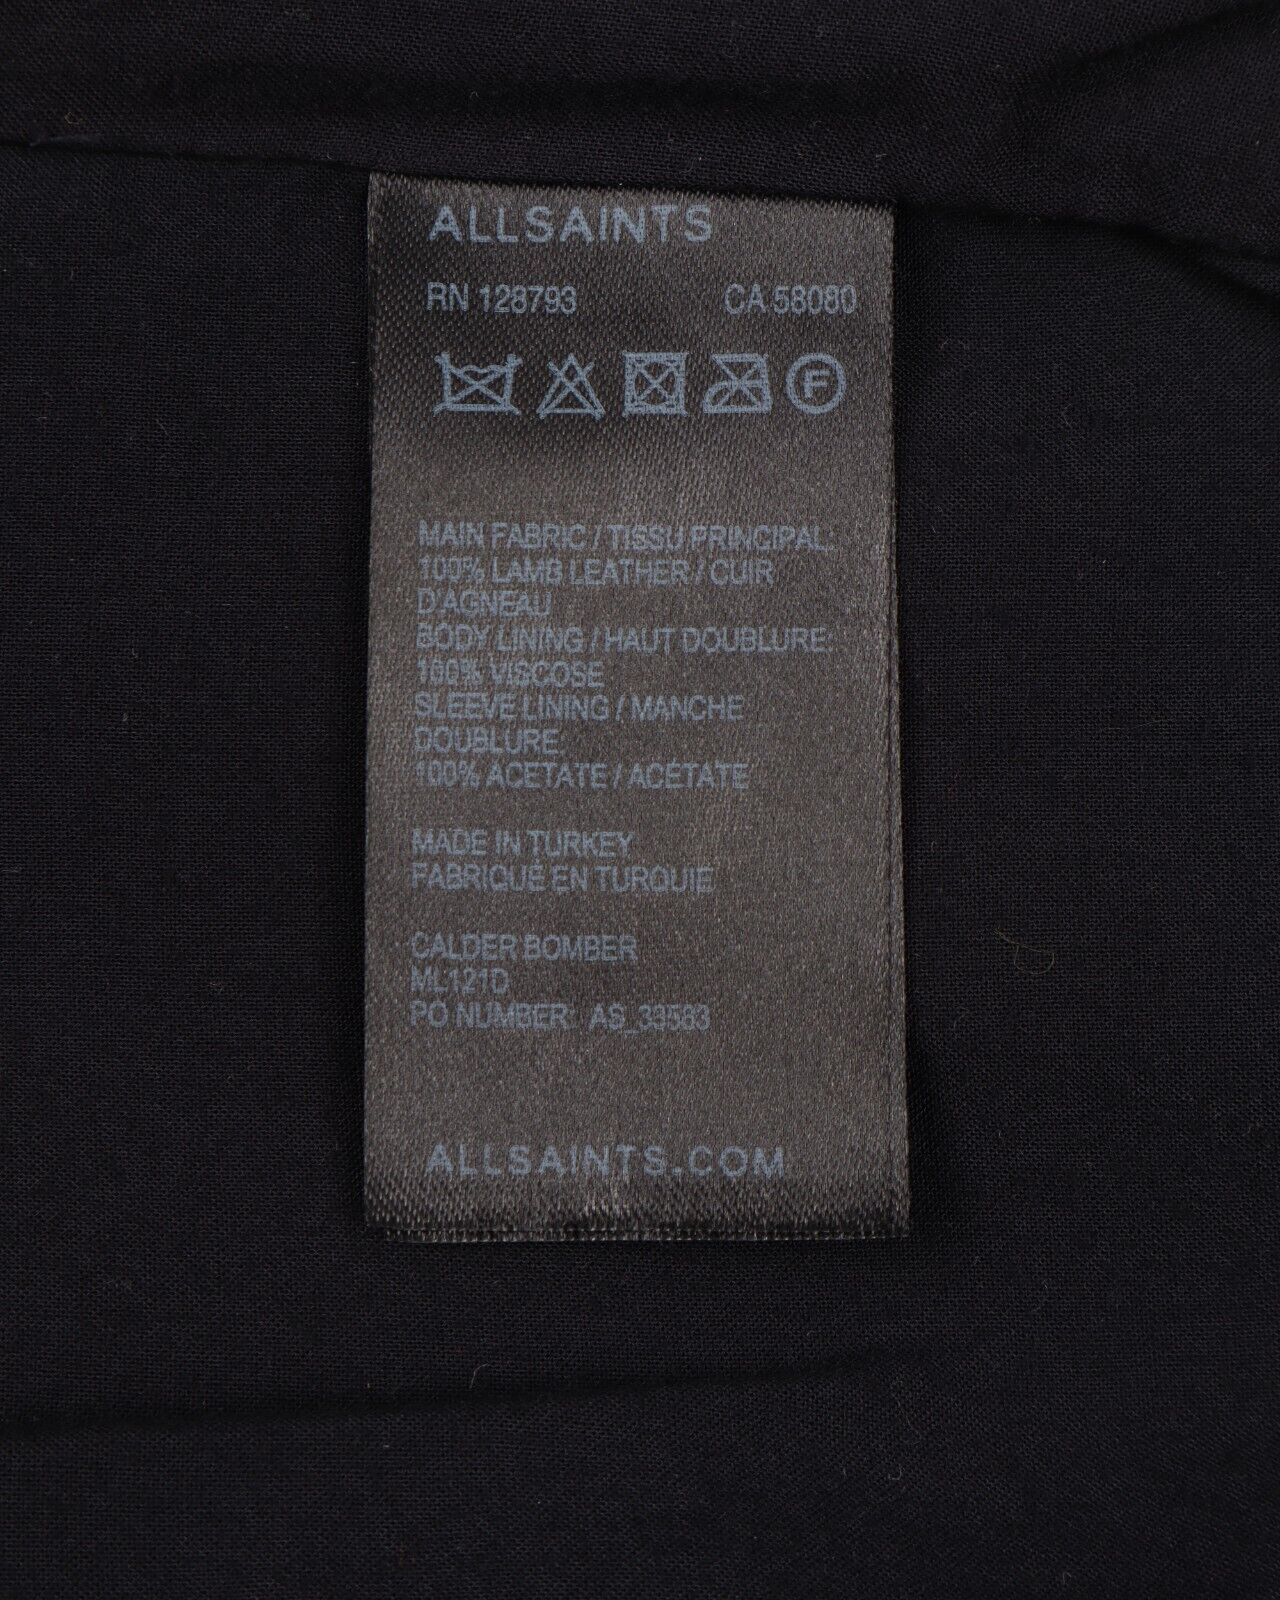 ALLSAINTS
RN 128793 CA 58080
F
MAIN FABRIC / TISSU PRINCIPAL:
100% LAMB LEATHER / CUIR
D'AGNEAU
BODY LINING / HAUT DOUBLURE:
100% VISCOSE
SLEEVE LINING / MANCHE
DOUBLURE:
100% ACETATE / ACÉTATE
MADE IN TURKEY
FABRIQUÉ EN TURQUIE
CALDER BOMBER
ML121D
PO NUMBER: AS_33583
ALLSAINTS.COM